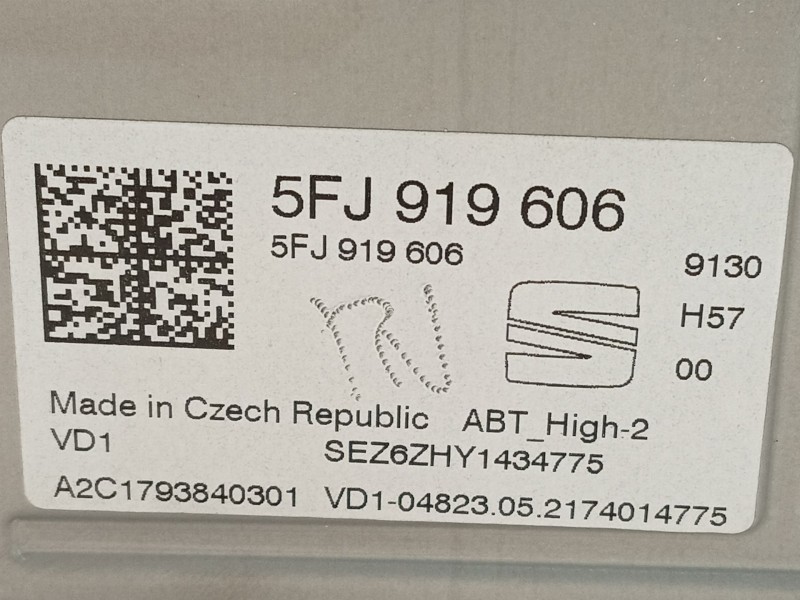 5FJ 919 606
5FJ 919 606
9130
H57
00
Made in Czech Republic ABT_High-2
VD1 SEZ6ZHY1434775
A2C1793840301 VD1-04823.05.2174014775